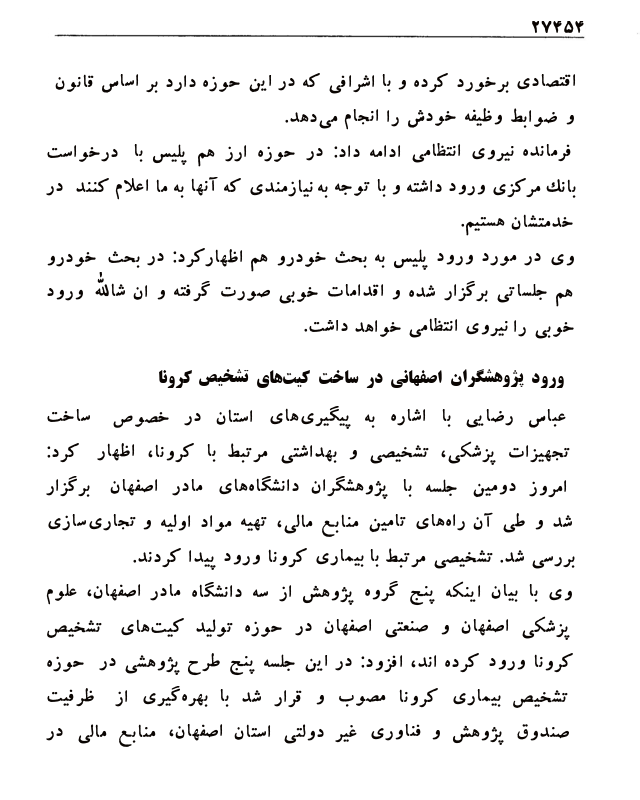 ۲۷۴۵۴
اقتصادی برخورد کرده و با اشرافی که در این حوزه دارد بر اساس قانون
و ضوابط وظیفه خودش را انجام می‌دهد.
فرمانده نیروی انتظامی ادامه داد: در حوزه ارز هم پلیس با درخواست
بانك مرکزی ورود داشته و با توجه به نیازمندی که آنها به ما اعلام کنند در
خدمتشان هستیم.
وی در مورد ورود پلیس به بحث خودرو هم اظهارکرد: در بحث خودرو
هم جلساتی برگزار شده و اقدامات خوبی صورت گرفته و ان شالله ورود
خوبی را نیروی انتظامی خواهد داشت.
ورود پژوهشگران اصفهانی در ساخت کیت‌های تشخیص کرونا
عباس رضایی با اشاره به پیگیری‌های استان در خصوص ساخت
تجهیزات پزشکی، تشخیصی و بهداشتی مرتبط با کرونا، اظهار کرد:
امروز دومین جلسه با پژوهشگران دانشگاه‌های مادر اصفهان برگزار
شد و طی آن راه‌های تامین منابع مالی، تهیه مواد اولیه و تجاری‌سازی
بررسی شد. تشخیصی مرتبط با بیماری کرونا ورود پیدا کردند.
وی با بیان اینکه پنج گروه پژوهش از سه دانشگاه مادر اصفهان، علوم
پزشکی اصفهان و صنعتی اصفهان در حوزه تولید کیت‌های تشخیص
کرونا ورود کرده اند، افزود: در این جلسه پنج طرح پژوهشی در حوزه
تشخیص بیماری کرونا مصوب و قرار شد با بهره‌گیری از ظرفیت
صندوق پژوهش و فناوری غیر دولتی استان اصفهان، منابع مالی در